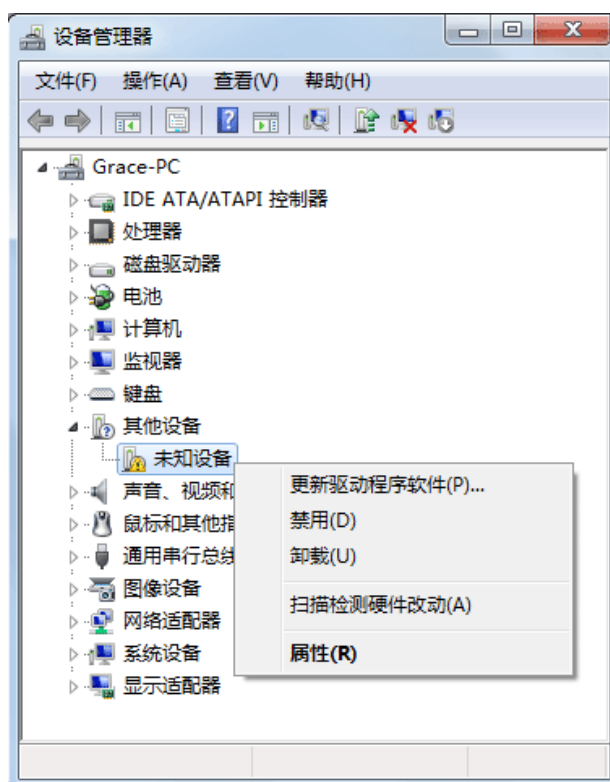 设备管理器
文件(F) 操作(A) 查看(V) 帮助(H)
Grace-PC
IDE ATA/ATAPI 控制器
处理器
磁盘驱动器
电池
计算机
监视器
键盘
其他设备
未知设备
声音、视频和
鼠标和其他指
通用串行总线
图像设备
网络适配器
系统设备
显示适配器
更新驱动程序软件(P)...
禁用(D)
卸载(U)
扫描检测硬件改动(A)
属性(R)